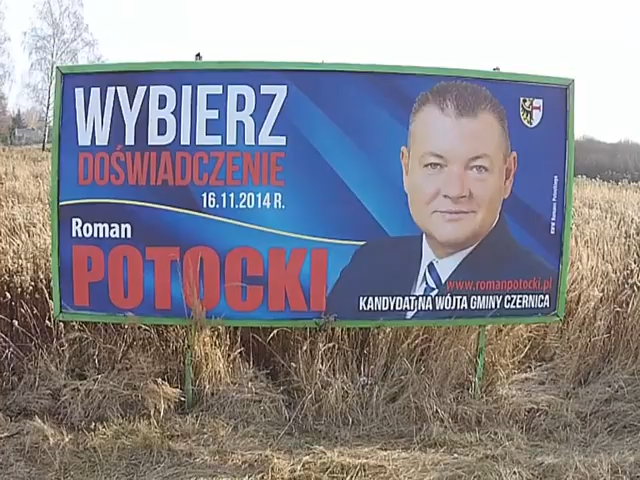 WYBIERZ
DOŚWIADCZENIE
16.11.2014 R.
Roman
POTOCKI
www.romanpotocki.pl
KANDYDAT NA WÓJTA GMINY CZERNICA